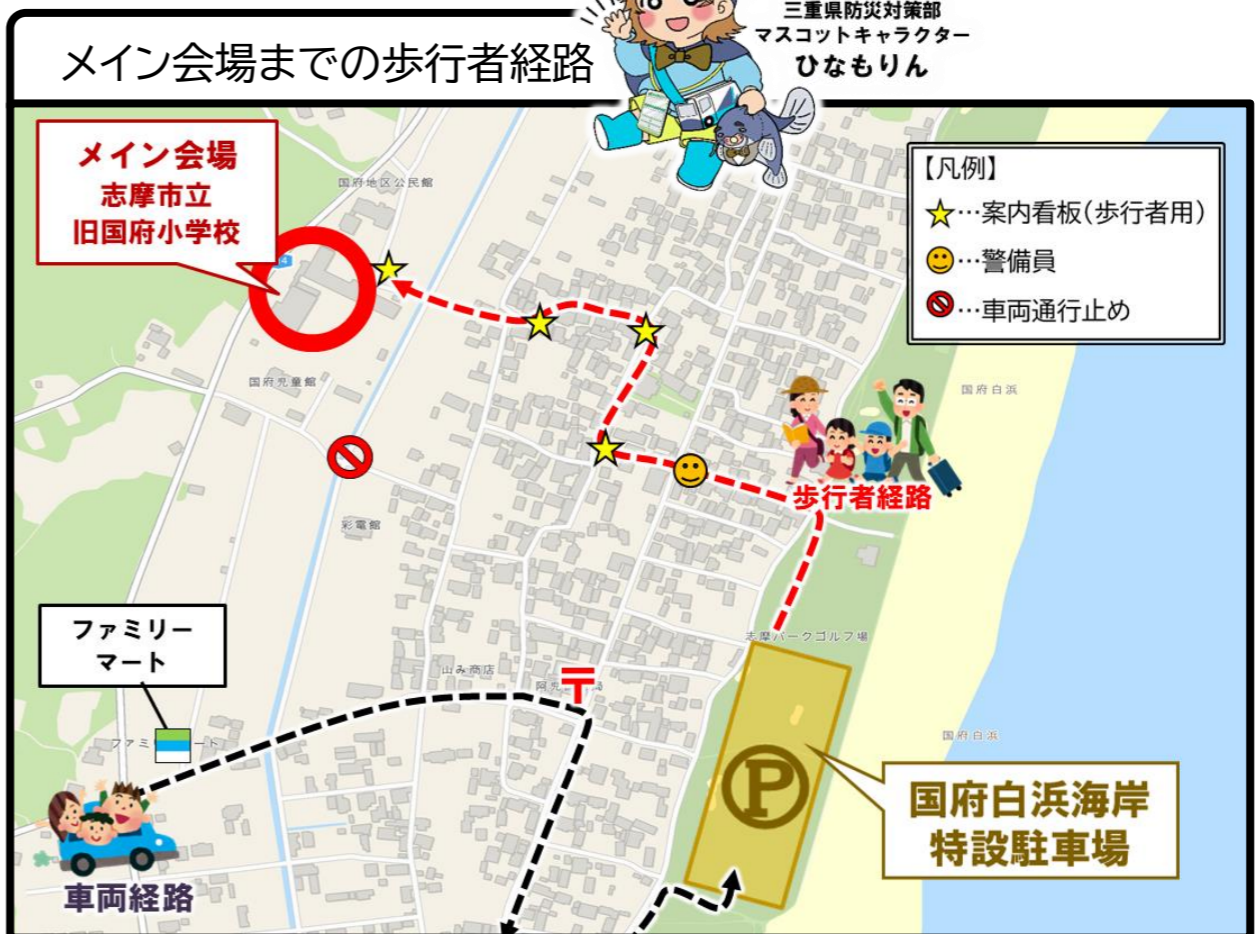 三重県防災対策部
マスコットキャラクター
ひなもりん
メイン会場までの歩行者経路
メイン会場
志摩市立
旧国府小学校
国府地区公民館
【凡例】
★…案内看板(歩行者用)
…警備員
…車両通行止め
国府児童館
国府白浜
歩行者経路
彩電館
志摩パークゴルフ場
ファミリー
マート
山み商店
〒
国府白浜
P
国府白浜海岸
特設駐車場
車両経路